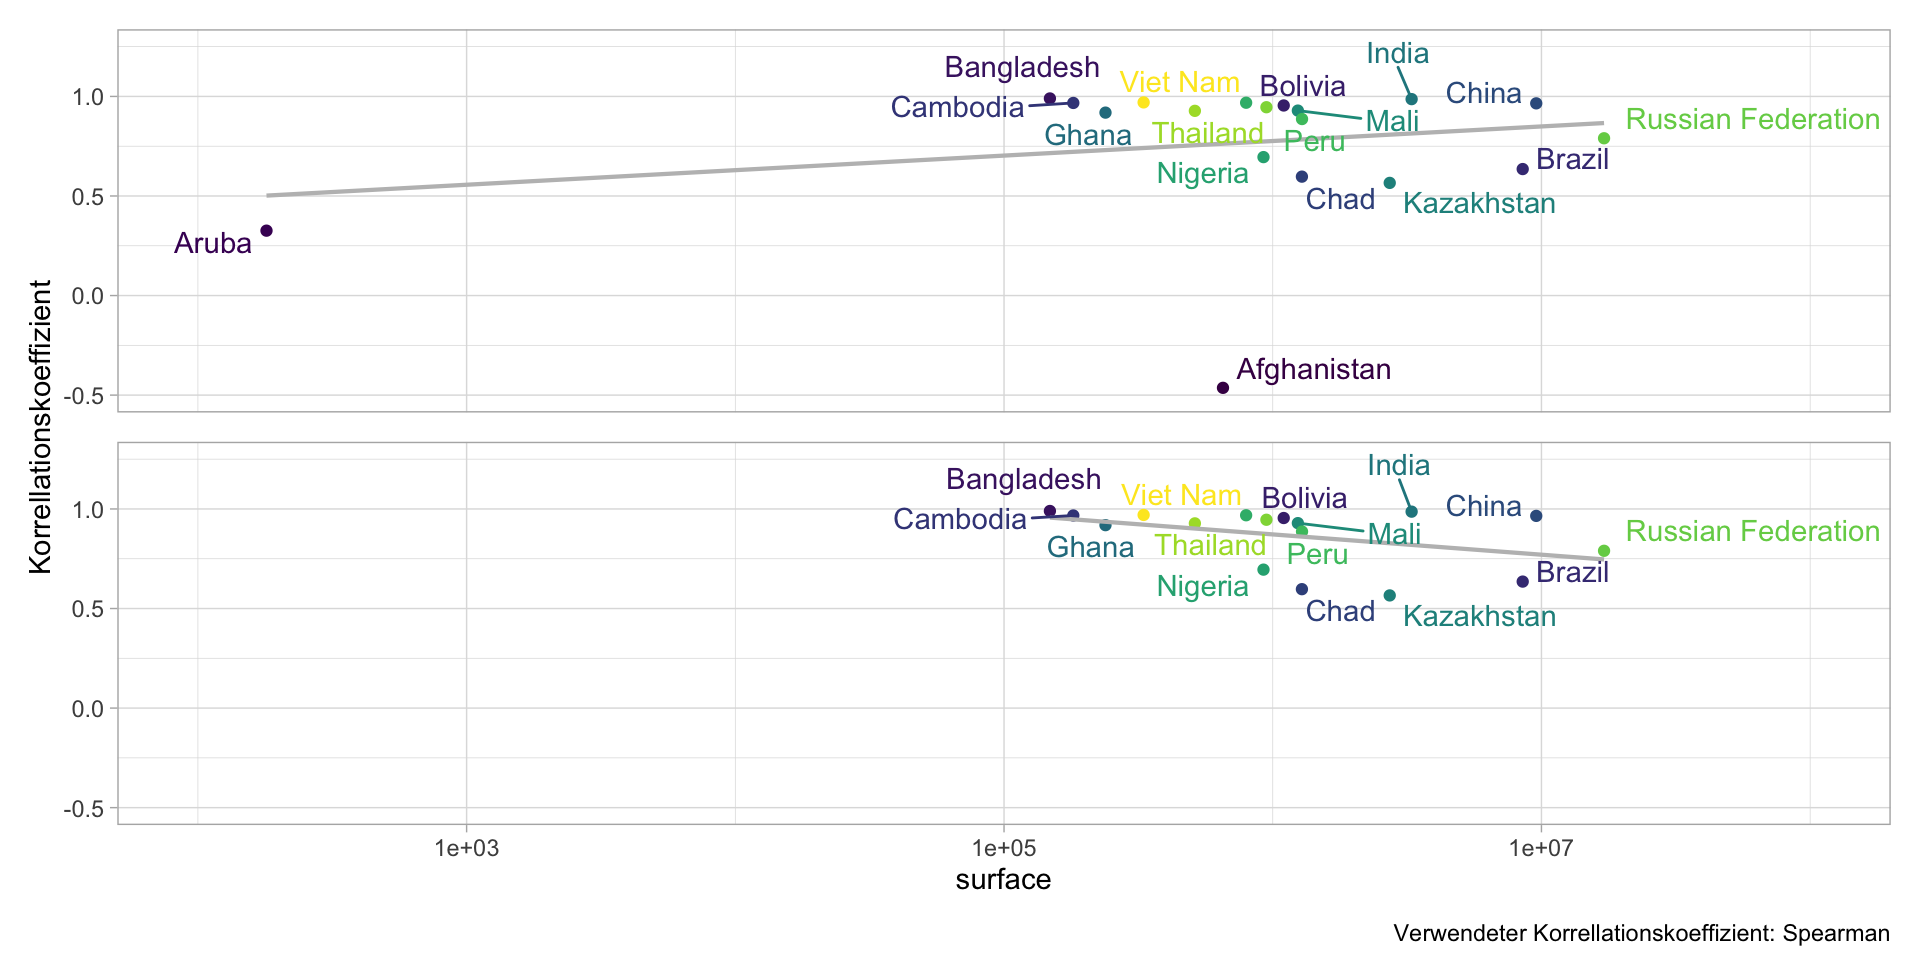 Korrellationskoeffizient
1.0
0.5
0.0
-0.5
India
Bangladesh
Viet Nam
Bolivia
China
Cambodia
Ghana
Thailand
Peru
Mali
Russian Federation
Nigeria
Brazil
Chad
Kazakhstan
Aruba
Afghanistan
1.0
0.5
0.0
-0.5
India
Bangladesh
Viet Nam
Bolivia
China
Cambodia
Ghana
Thailand
Peru
Mali
Russian Federation
Nigeria
Brazil
Chad
Kazakhstan
1e+03 1e+05 1e+07
surface
Verwendeter Korrellationskoeffizient: Spearman